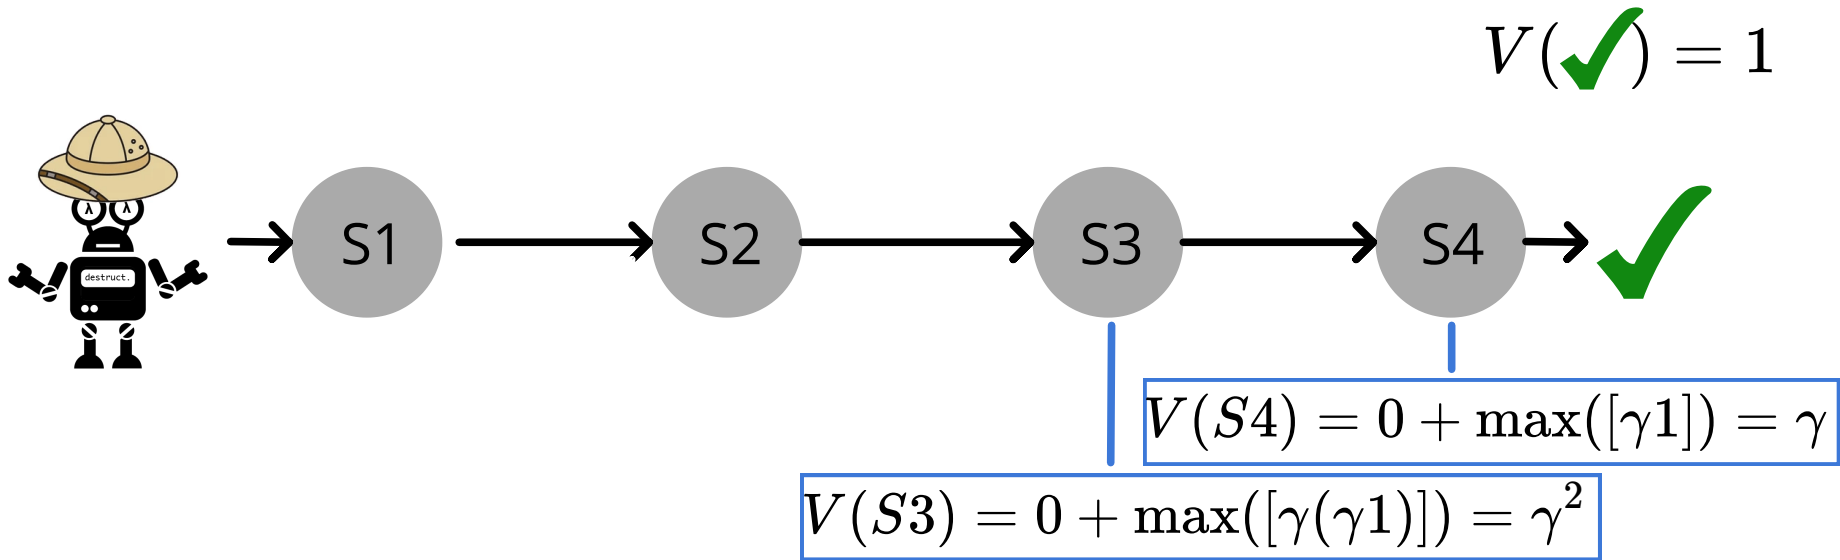 V(✓) = 1
λ λ
destruct.
S1 S2 S3 S4
V(S4) = 0 + max([γ1]) = γ
V(S3) = 0 + max([γ(γ1)]) = γ²